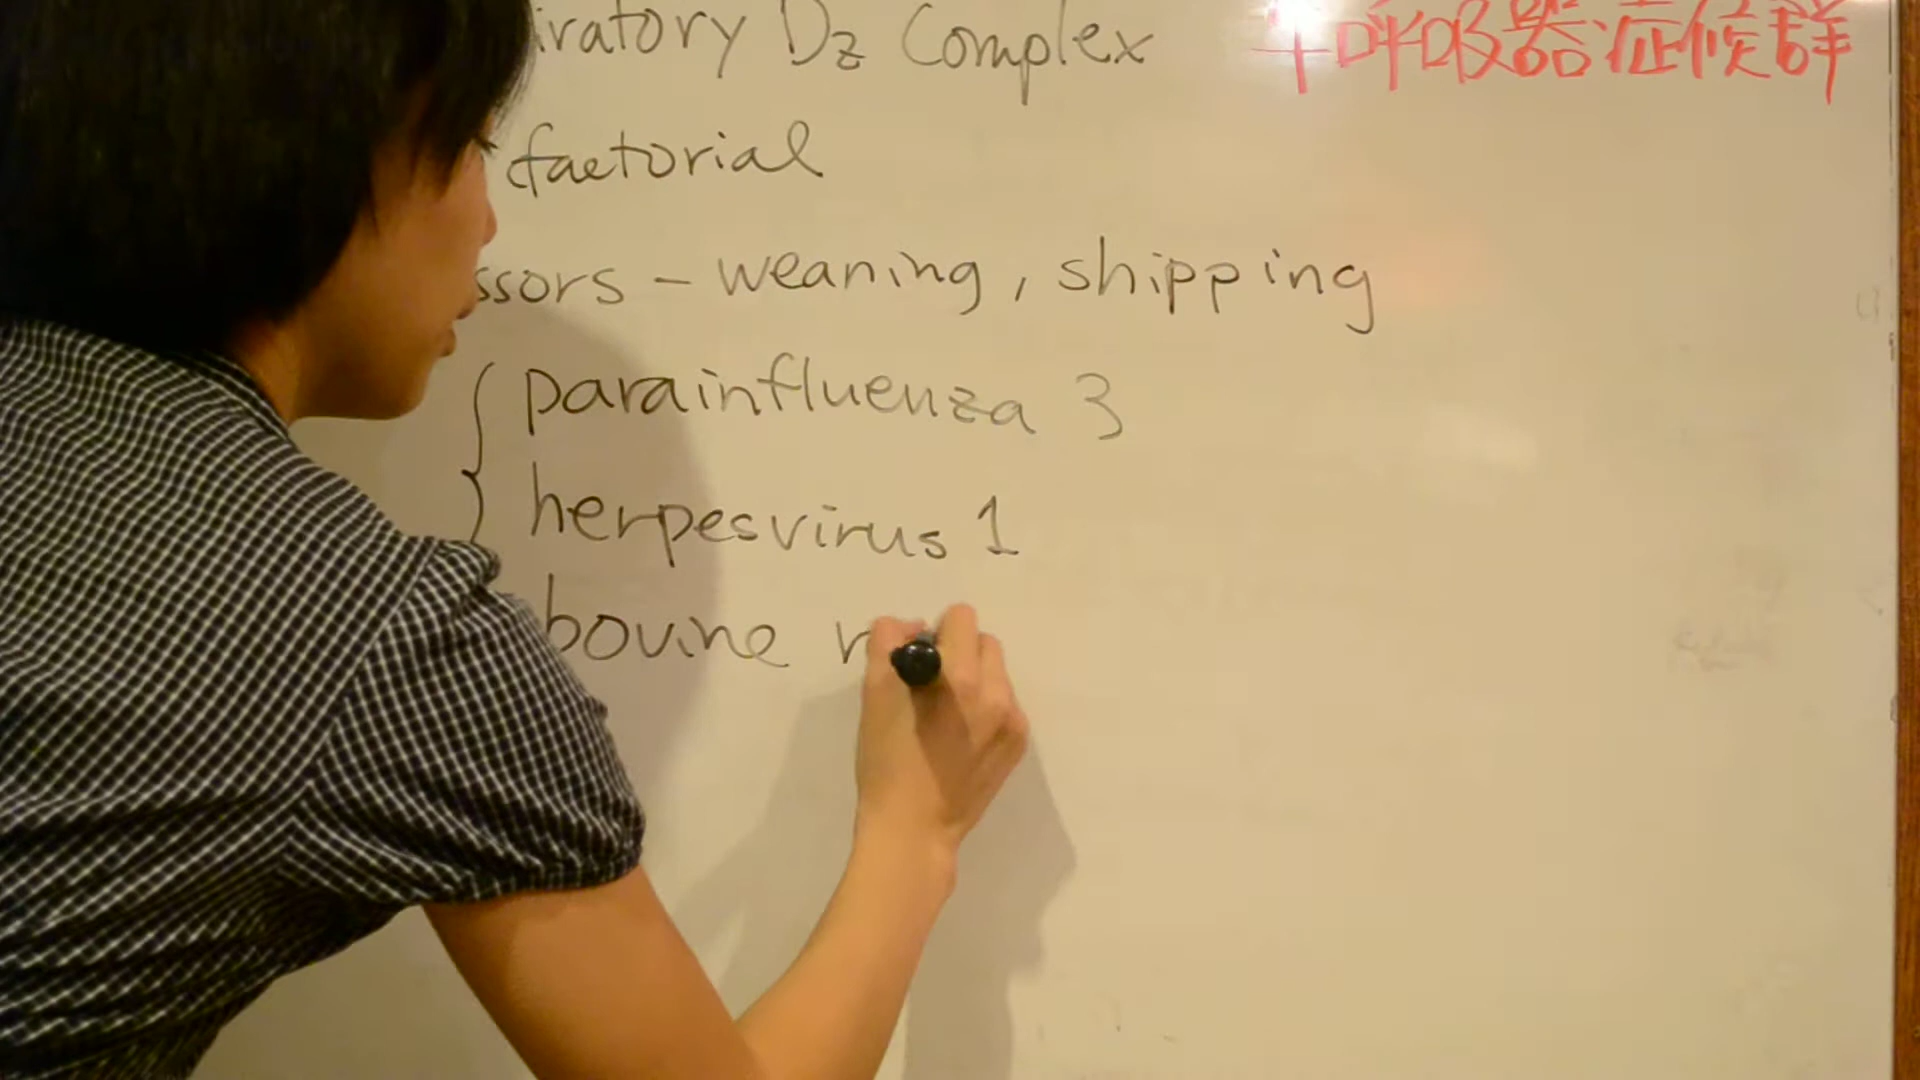 iratory Dz Complex 牛呼吸器症候群
factorial
ssors - weaning, shipping
parainfluenza 3
herpesvirus 1
bovine r